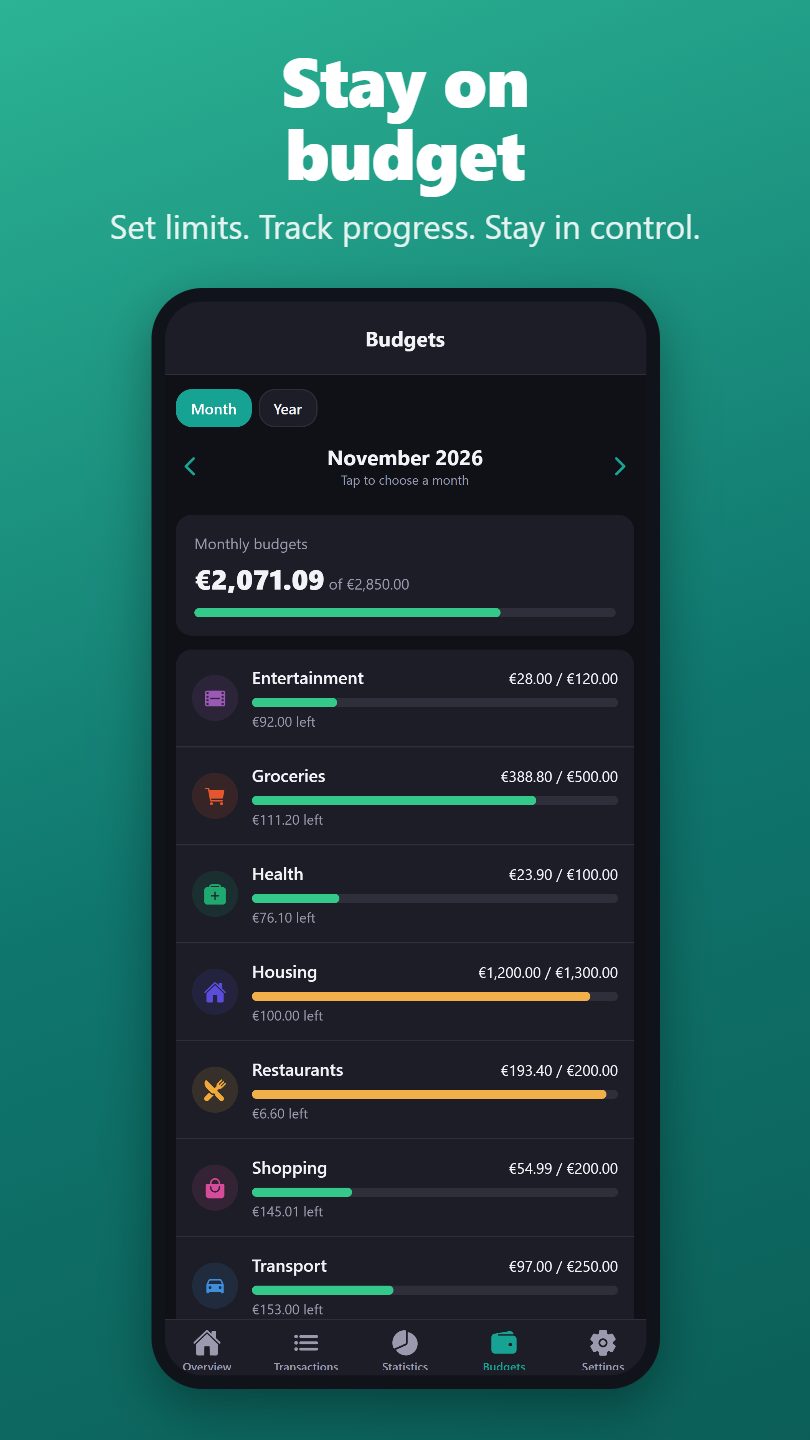 Stay on
budget
Set limits. Track progress. Stay in control.
Budgets
Month
Year
November 2026
Tap to choose a month
Monthly budgets
€2,071.09 of €2,850.00
Entertainment
€28.00 / €120.00
€92.00 left
Groceries
€388.80 / €500.00
€111.20 left
Health
€23.90 / €100.00
€76.10 left
Housing
€1,200.00 / €1,300.00
€100.00 left
Restaurants
€193.40 / €200.00
€6.60 left
Shopping
€54.99 / €200.00
€145.01 left
Transport
€97.00 / €250.00
€153.00 left
Overview
Transactions
Statistics
Budgets
Settings